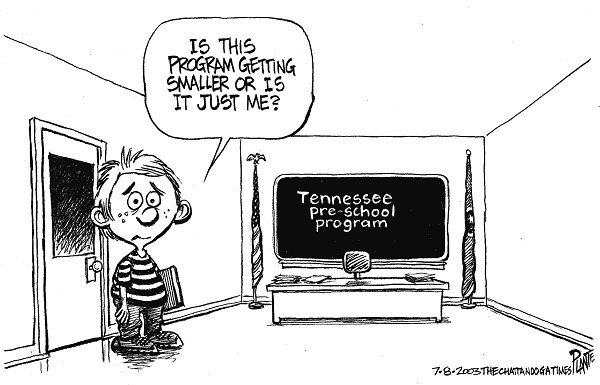 IS THIS
PROGRAM GETTING
SMALLER OR IS
IT JUST ME?
Tennessee
pre-school
program
7-8-2003 THE CHATTANOOGA TIMES
PLANTE